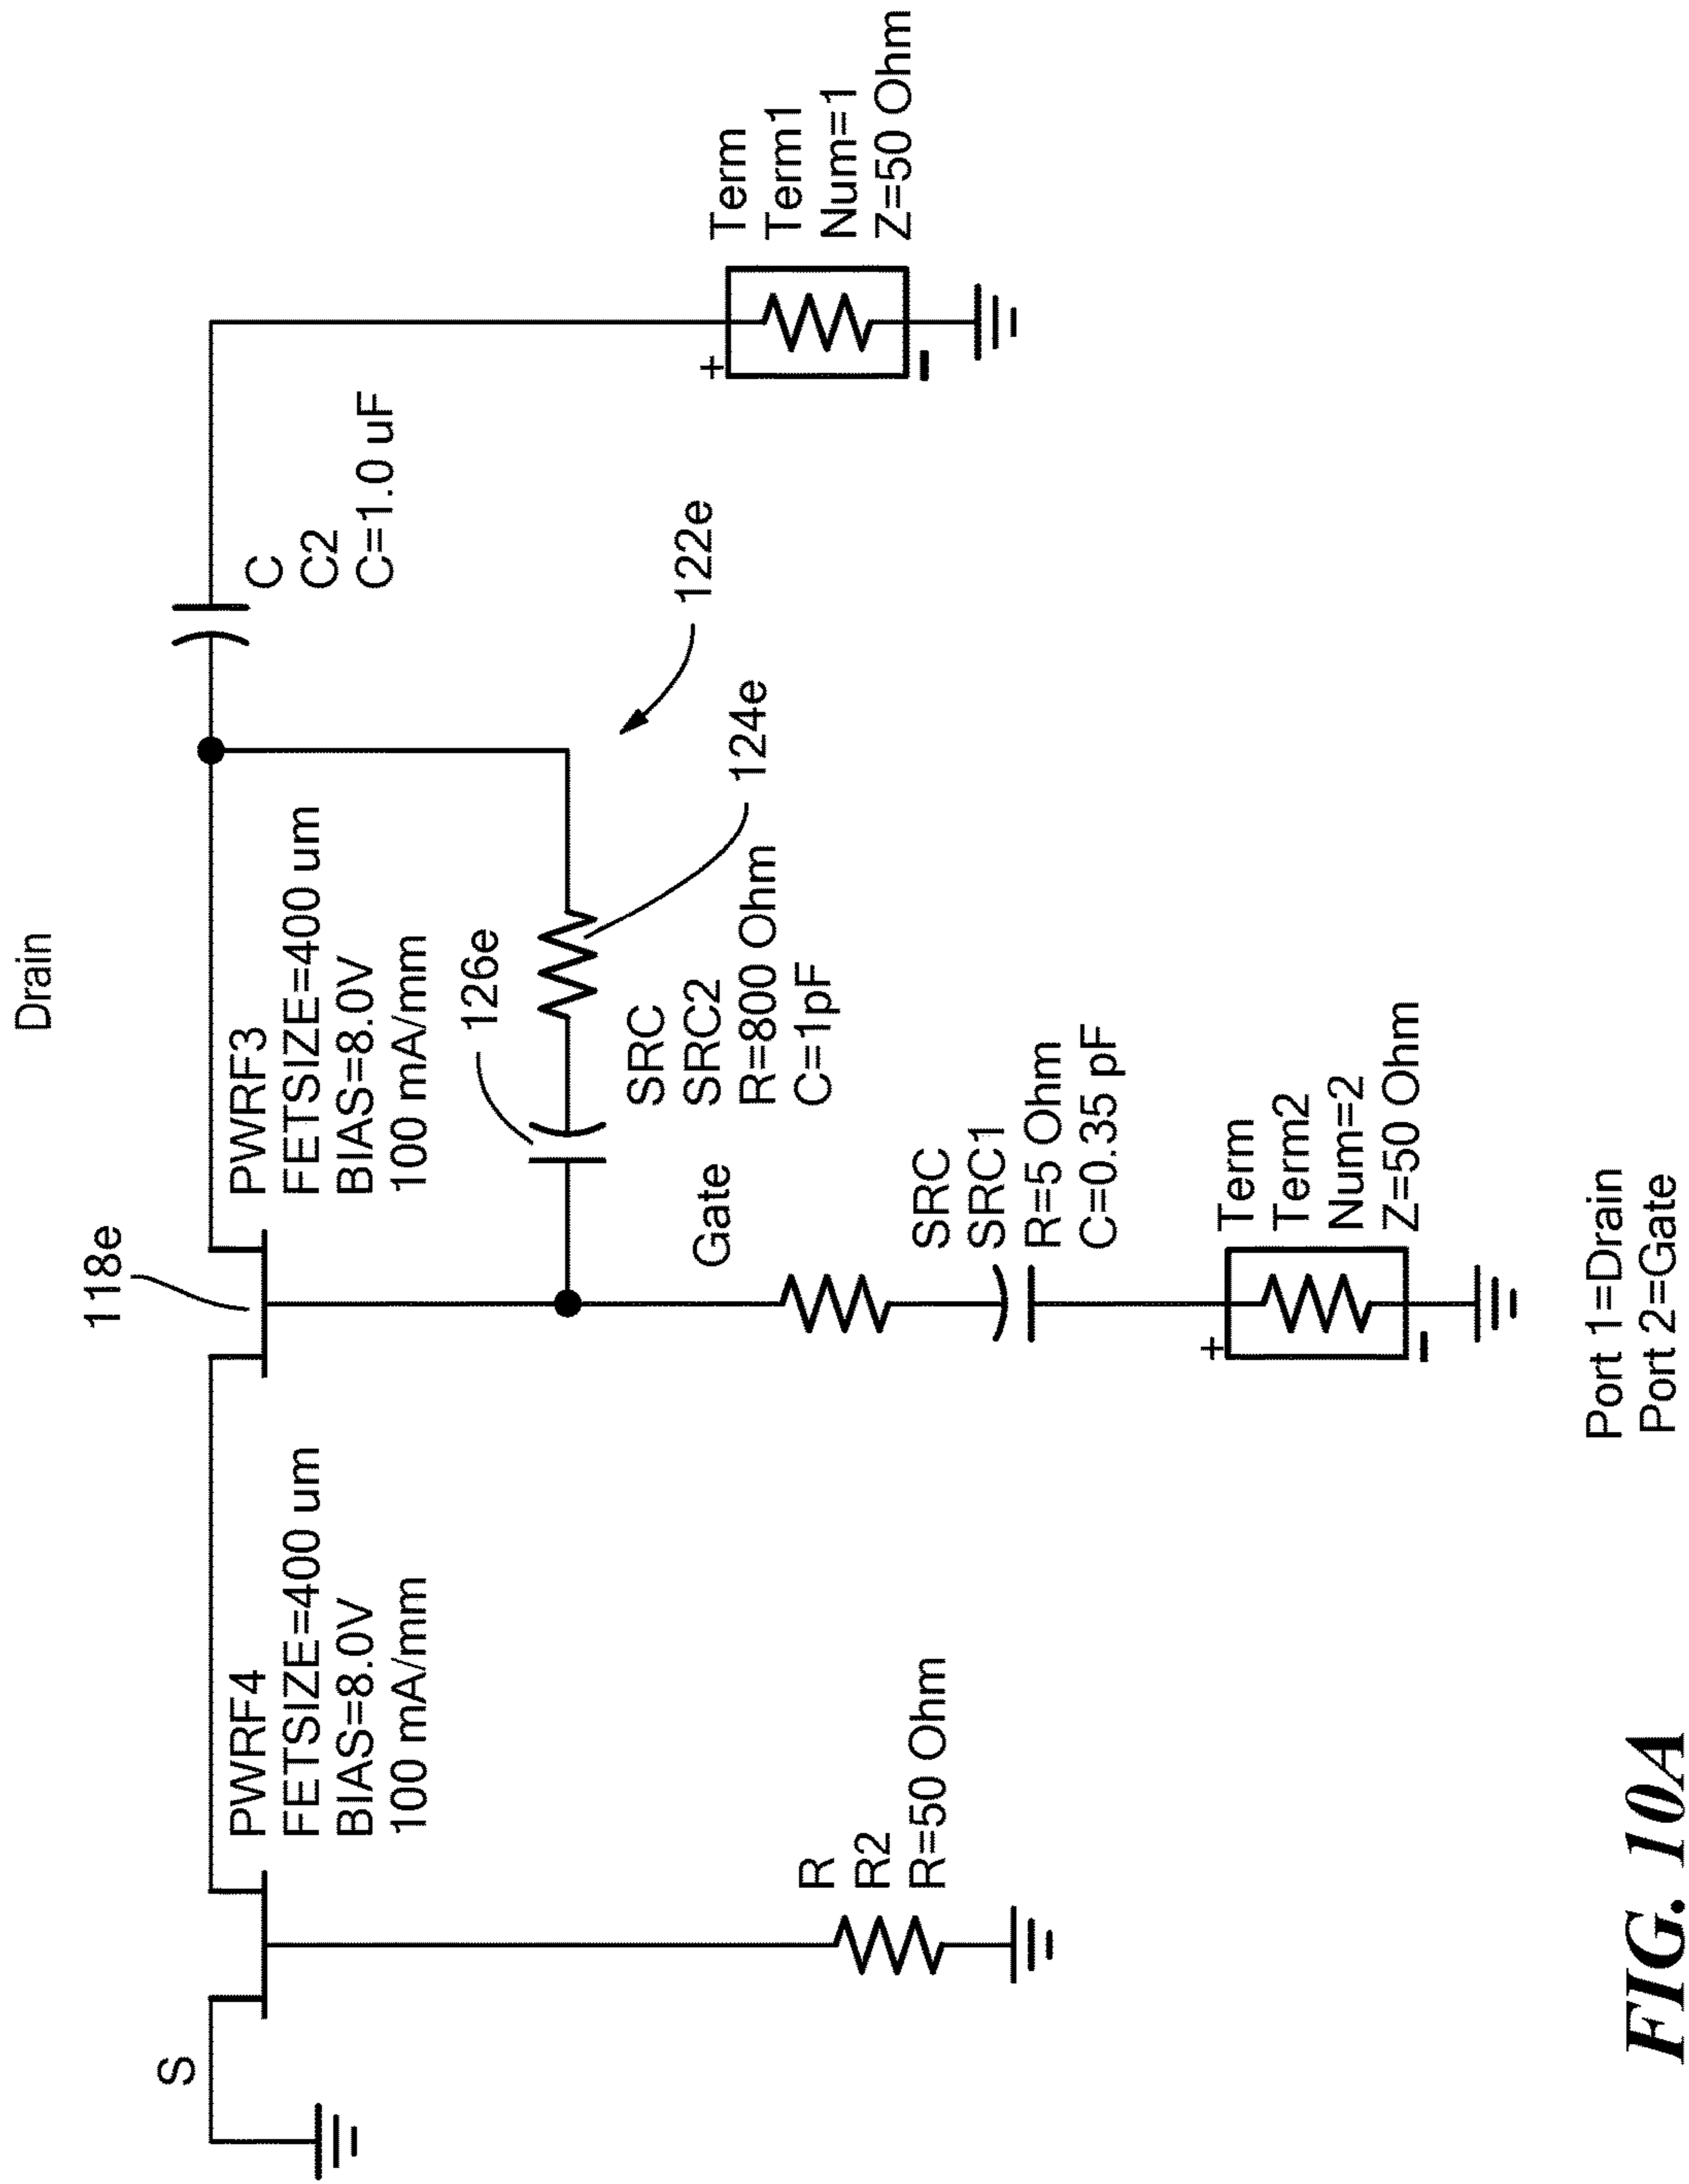 Drain
118e
PWRF3
FETSIZE=400 um
BIAS=8.0V
100 mA/mm
PWRF4
FETSIZE=400 um
BIAS=8.0V
100 mA/mm
S
C
C2
C=1.0 uF
126e
122e
124e
SRC
SRC2
R=800 Ohm
C=1pF
Gate
SRC
SRC1
R=5 Ohm
C=0.35 pF
R
R2
R=50 Ohm
+
Term
Term1
Num=1
Z=50 Ohm
-
+
Term
Term2
Num=2
Z=50 Ohm
-
Port 1=Drain
Port 2=Gate
FIG. 10A